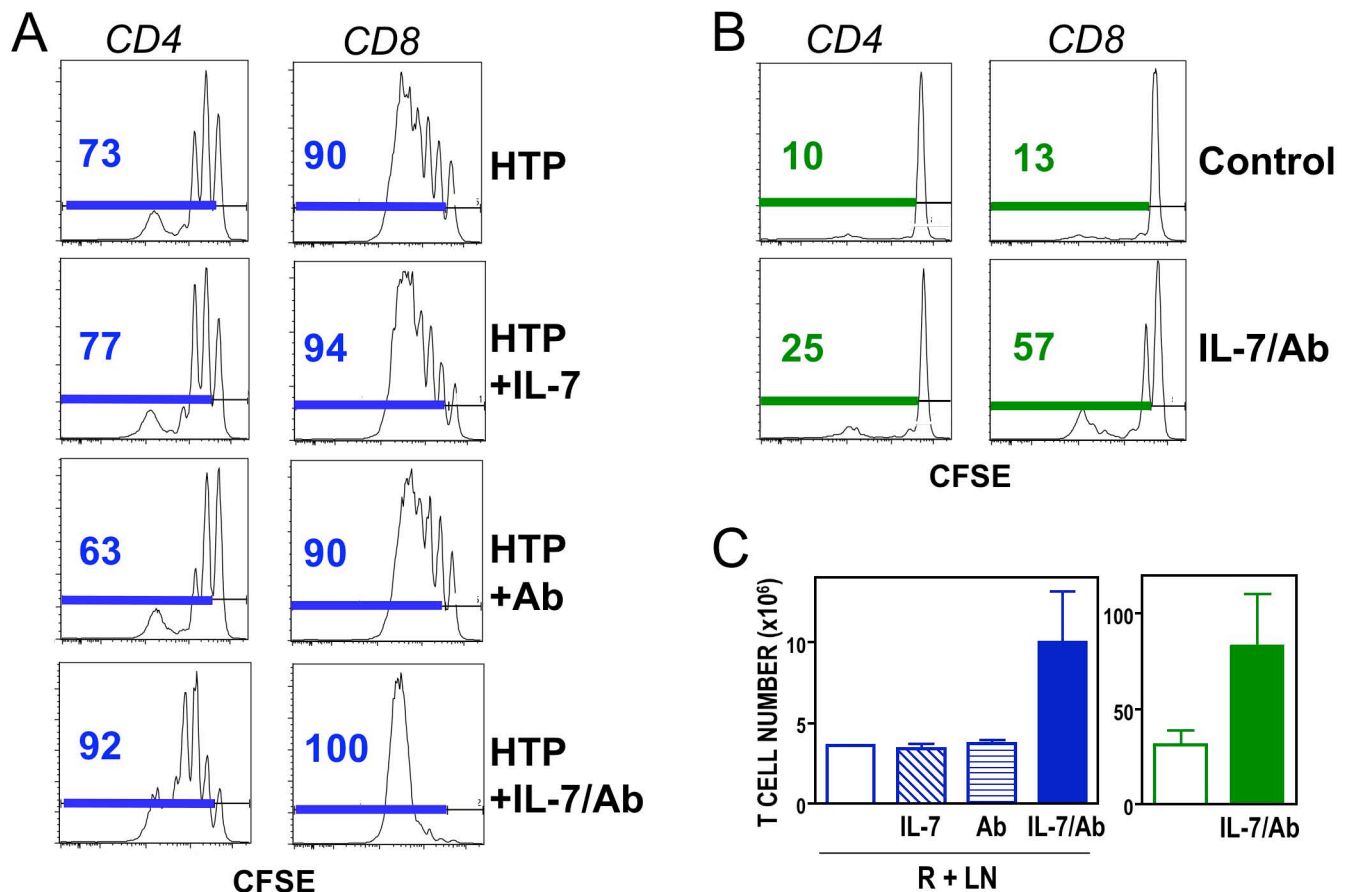 A
CD4
CD8
73
90
HTP
77
94
HTP
+IL-7
63
90
HTP
+Ab
92
100
HTP
+IL-7/Ab
CFSE
B
CD4
CD8
10
13
Control
25
57
IL-7/Ab
CFSE
C
T CELL NUMBER (x10⁶)
10
5
0
IL-7
Ab
IL-7/Ab
R + LN
100
50
0
IL-7/Ab